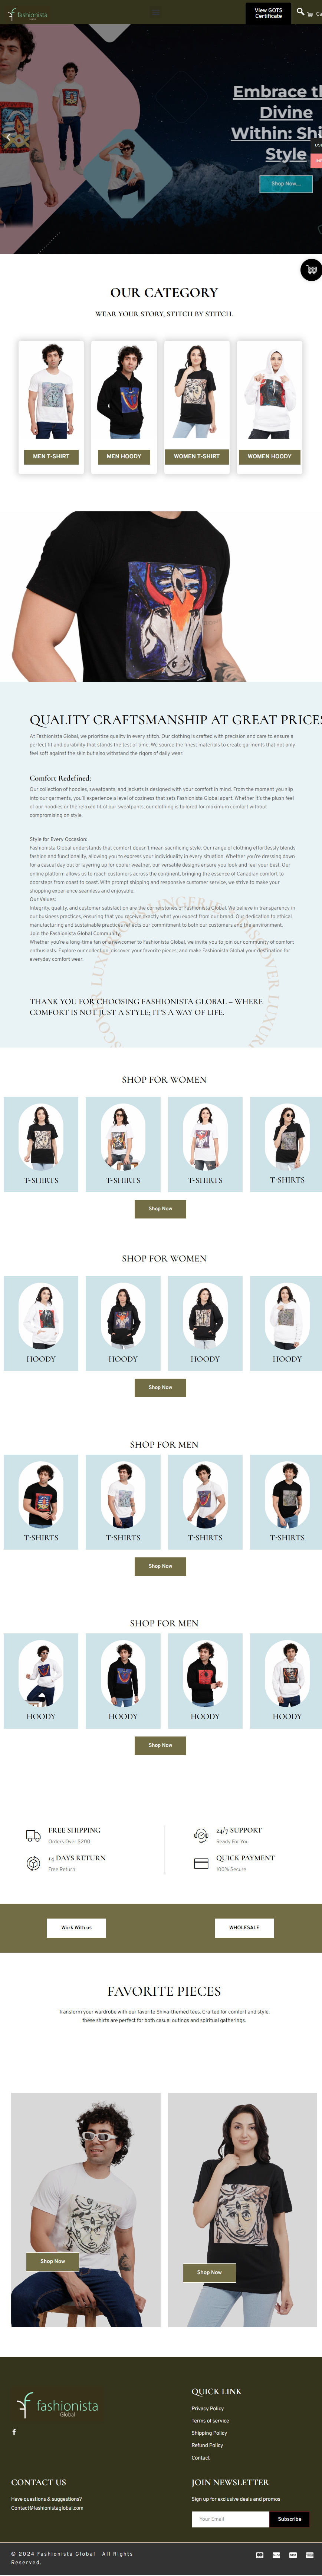 fashionista
Global
View GOTS
Certificate
Embrace th
Divine
Within: Shi
Style
Shop Now...
OUR CATEGORY
WEAR YOUR STORY, STITCH BY STITCH.
MEN T-SHIRT
MEN HOODY
WOMEN T-SHIRT
WOMEN HOODY
QUALITY CRAFTSMANSHIP AT GREAT PRICES
At Fashionista Global, we prioritize quality in every stitch. Our clothing is crafted with precision and care to ensure a
perfect fit and durability that stands the test of time. We source the finest materials to create garments that not only
feel soft against the skin but also withstand the rigors of daily wear.
Comfort Redefined:
Our collection of hoodies, sweatpants, and jackets is designed with your comfort in mind. From the moment you slip
into our garments, you'll experience a level of coziness that sets Fashionista Global apart. Whether it's the plush feel
of our hoodies or the relaxed fit of our sweatpants, our clothing is tailored for maximum comfort without
compromising on style.
Style for Every Occasion:
Fashionista Global understands that comfort doesn't mean sacrificing style. Our range of clothing effortlessly blends
fashion and functionality, allowing you to express your individuality in every situation. Whether you're dressing down
for a casual day out or layering up for cooler weather, our versatile designs ensure you look and feel your best. Our
online platform allows us to reach customers across the continent, bringing the essence of Canadian comfort to
doorsteps from coast to coast. With prompt shipping and responsive customer service, we strive to make your
shopping experience seamless and enjoyable.
Our Values:
Integrity, quality, and customer satisfaction are the cornerstones of Fashionista Global. We believe in transparency in
our business practices, ensuring that you receive exactly what you expect from our brand. Our dedication to ethical
manufacturing and sustainable practices reflects our commitment to both our customers and the environment.
Join the Fashionista Global Community:
Whether you're a long-time fan or a newcomer to Fashionista Global, we invite you to join our community of comfort
enthusiasts. Explore our collection, discover your favorite pieces, and make Fashionista Global your destination for
everyday comfort wear.
THANK YOU FOR CHOOSING FASHIONISTA GLOBAL – WHERE
COMFORT IS NOT JUST A STYLE; IT'S A WAY OF LIFE.
SHOP FOR WOMEN
T-SHIRTS
T-SHIRTS
T-SHIRTS
T-SHIRTS
Shop Now
SHOP FOR WOMEN
HOODY
HOODY
HOODY
HOODY
Shop Now
SHOP FOR MEN
T-SHIRTS
T-SHIRTS
T-SHIRTS
T-SHIRTS
Shop Now
SHOP FOR MEN
HOODY
HOODY
HOODY
HOODY
Shop Now
FREE SHIPPING
Orders Over $200
24/7 SUPPORT
Ready For You
14 DAYS RETURN
Free Return
QUICK PAYMENT
100% Secure
Work With us
WHOLESALE
FAVORITE PIECES
Transform your wardrobe with our favorite Shiva-themed tees. Crafted for comfort and style,
these shirts are perfect for both casual outings and spiritual gatherings.
Shop Now
Shop Now
fashionista
Global
QUICK LINK
Privacy Policy
Terms of service
Shipping Policy
Refund Policy
Contact
CONTACT US
Have questions & suggestions?
Contact@fashionistaglobal.com
JOIN NEWSLETTER
Sign up for exclusive deals and promos
Your Email
Subscribe
© 2024 Fashionista Global All Rights
Reserved.